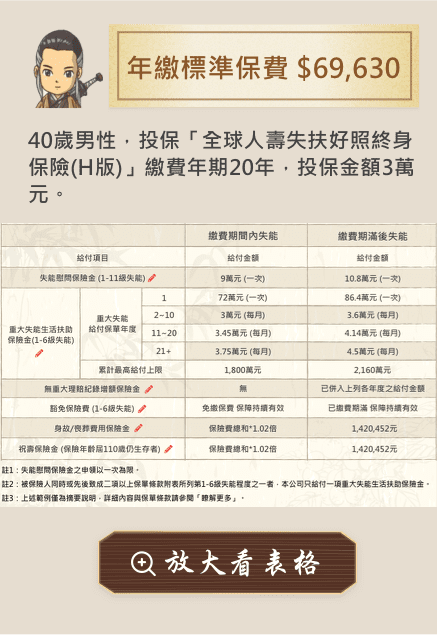 年繳標準保費 $69,630
40歲男性，投保「全球人壽失扶好照終身
保險(H版)」繳費年期20年，投保金額3萬
元。
繳費期間內失能 繳費期滿後失能
給付項目 給付金額 給付金額
失能慰問保險金 (1-11級失能) 9萬元 (一次) 10.8萬元 (一次)
重大失能生活扶助
保險金(1-6級失能)
重大失能
給付保單年度
1 72萬元 (一次) 86.4萬元 (一次)
2~10 3萬元 (每月) 3.6萬元 (每月)
11~20 3.45萬元 (每月) 4.14萬元 (每月)
21+ 3.75萬元 (每月) 4.5萬元 (每月)
累計最高給付上限 1,800萬元 2,160萬元
無重大理賠紀錄增額保險金 無 已併入上列各年度之給付金額
豁免保險費 (1-6級失能) 免繳保費 保障持續有效 已繳費期滿 保障持續有效
身故/喪葬費用保險金 保險費總和*1.02倍 1,420,452元
祝壽保險金 (保險年齡屆110歲仍生存者) 保險費總和*1.02倍 1,420,452元
註1：失能慰問保險金之申領以一次為限。
註2：被保險人同時或先後致成二項以上保單條款附表所列第1-6級失能程度之一者，本公司只給付一項重大失能生活扶助保險金。
註3：上述範例僅為摘要說明，詳細內容與保單條款請參閱「瞭解更多」。
放大看表格